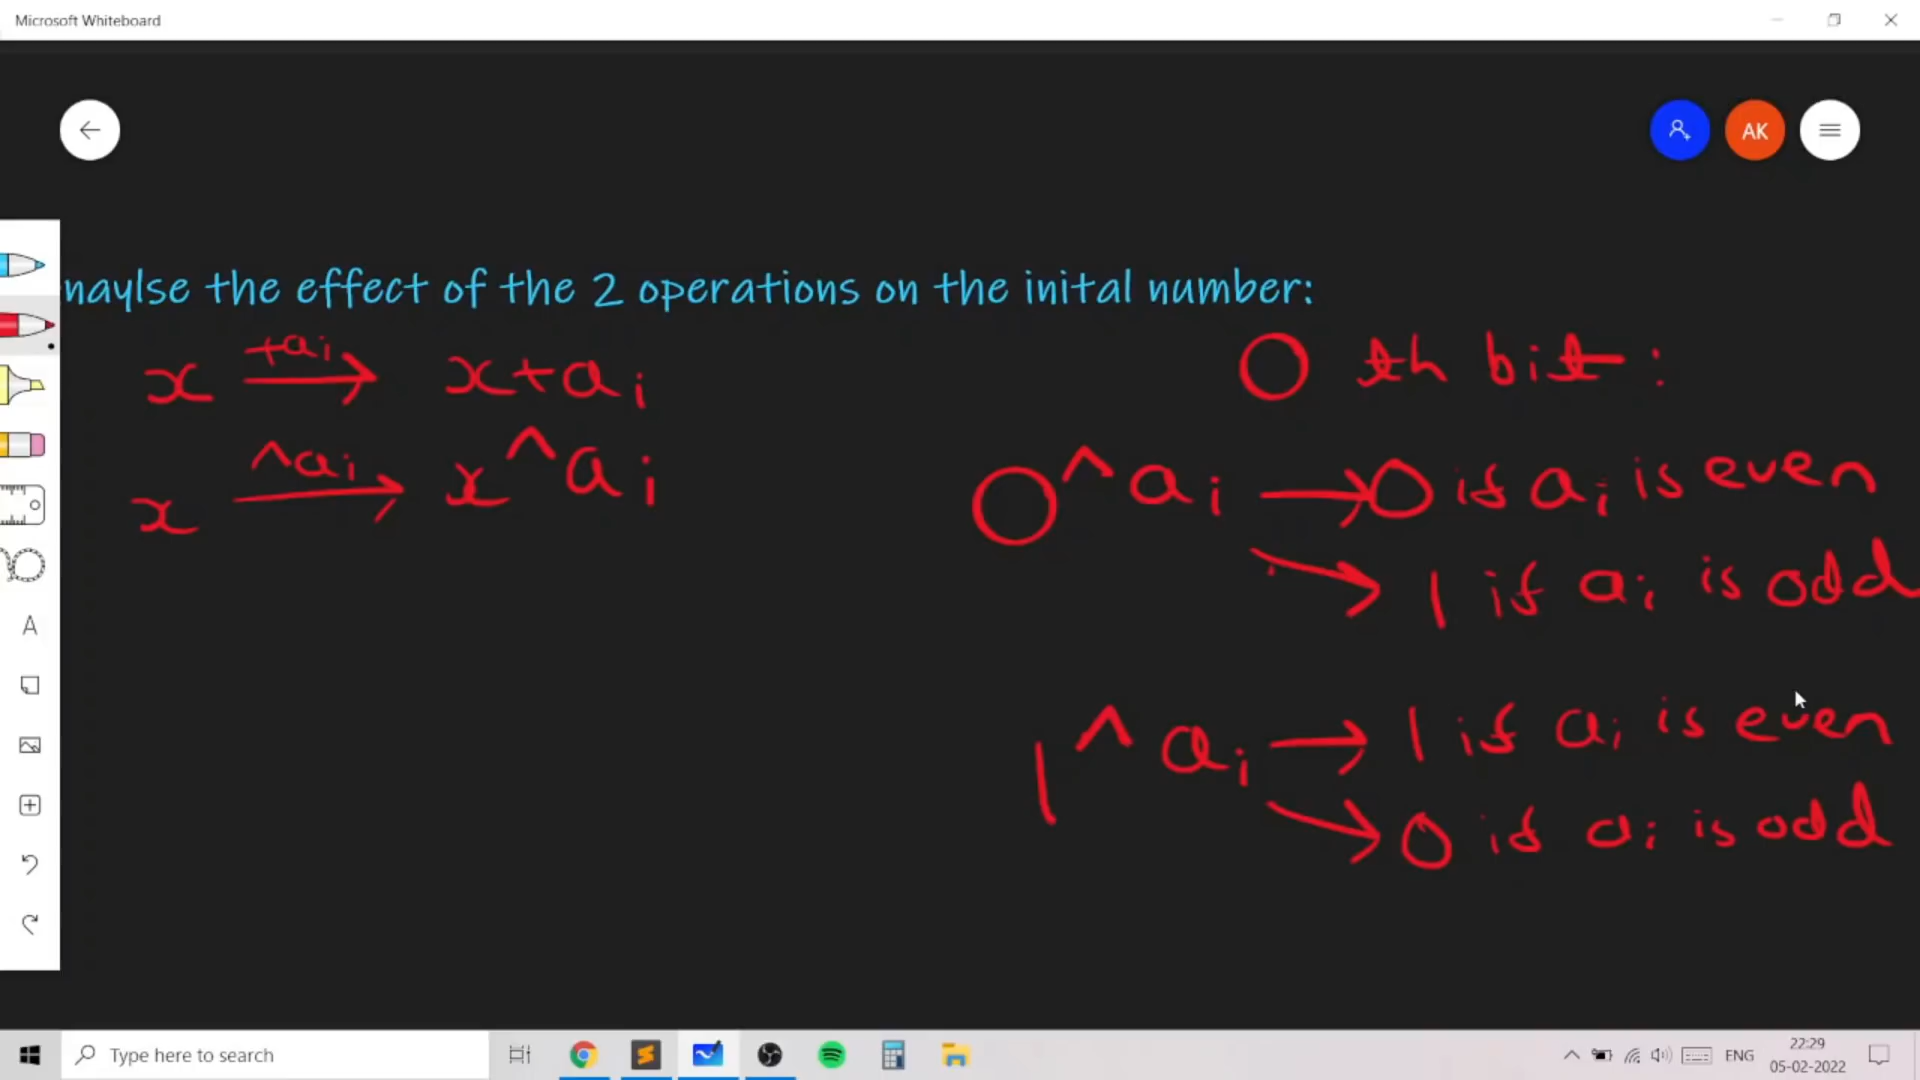 Microsoft Whiteboard
AK
naylse the effect of the 2 operations on the inital number:
x +ai → x+ai
x ^ai → x^ai
0 th bit :
0^ai → 0 if ai is even
→ 1 if ai is odd
1^ai → 1 if ai is even
→ 0 if ai is odd
A
Type here to search
ENG
22:29
05-02-2022